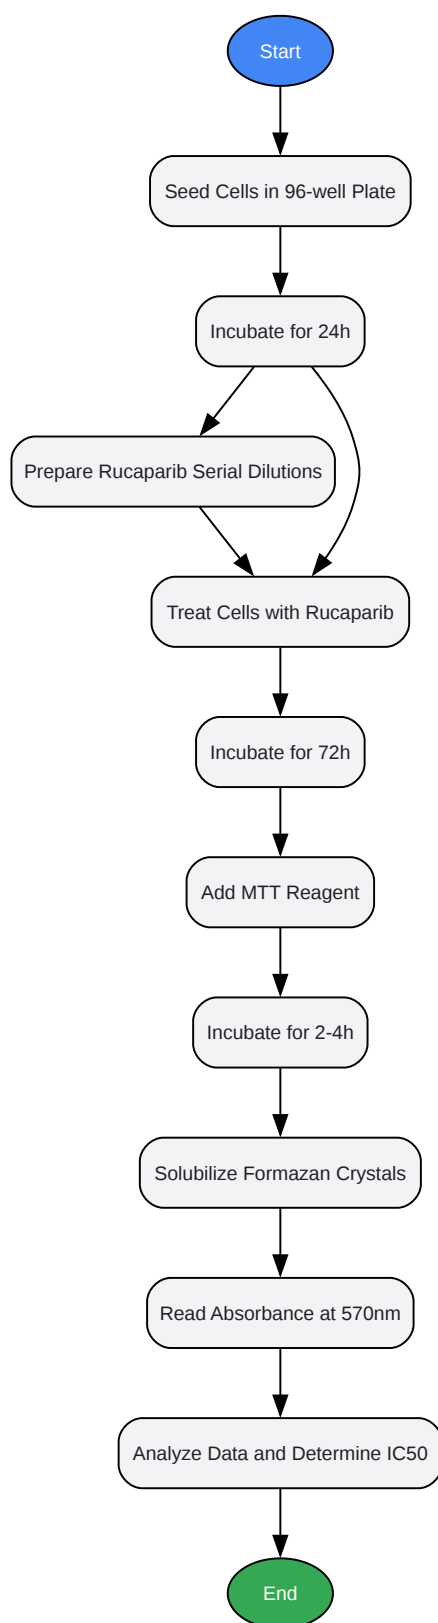 Start
Seed Cells in 96-well Plate
Incubate for 24h
Prepare Rucaparib Serial Dilutions
Treat Cells with Rucaparib
Incubate for 72h
Add MTT Reagent
Incubate for 2-4h
Solubilize Formazan Crystals
Read Absorbance at 570nm
Analyze Data and Determine IC50
End